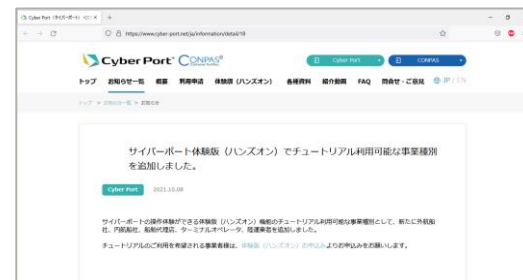 Cyber Port
https://www.cyber-port.net/ja/information/detail/19
Cyber Port CONPAS
Cyber Port
CONPAS
トップ お知らせ一覧 概要 利用申請 体験版(ハンズオン) 各種資料 紹介動画 FAQ 問合せ・ご意見 JP / EN
トップ > お知らせ一覧 > お知らせ
サイバーポート体験版(ハンズオン)でチュートリアル利用可能な事業種別
を追加しました。
Cyber Port 2021.10.08
サイバーポートの操作体験ができる体験版(ハンズオン)機能のチュートリアル利用可能な事業種別として、新たに外航船
社、内航船社、船舶代理店、ターミナルオペレータ、陸運業者を追加しました。
チュートリアルのご利用を希望される事業者様は、体験版(ハンズオン)お申込みよりお申込みをお願いします。